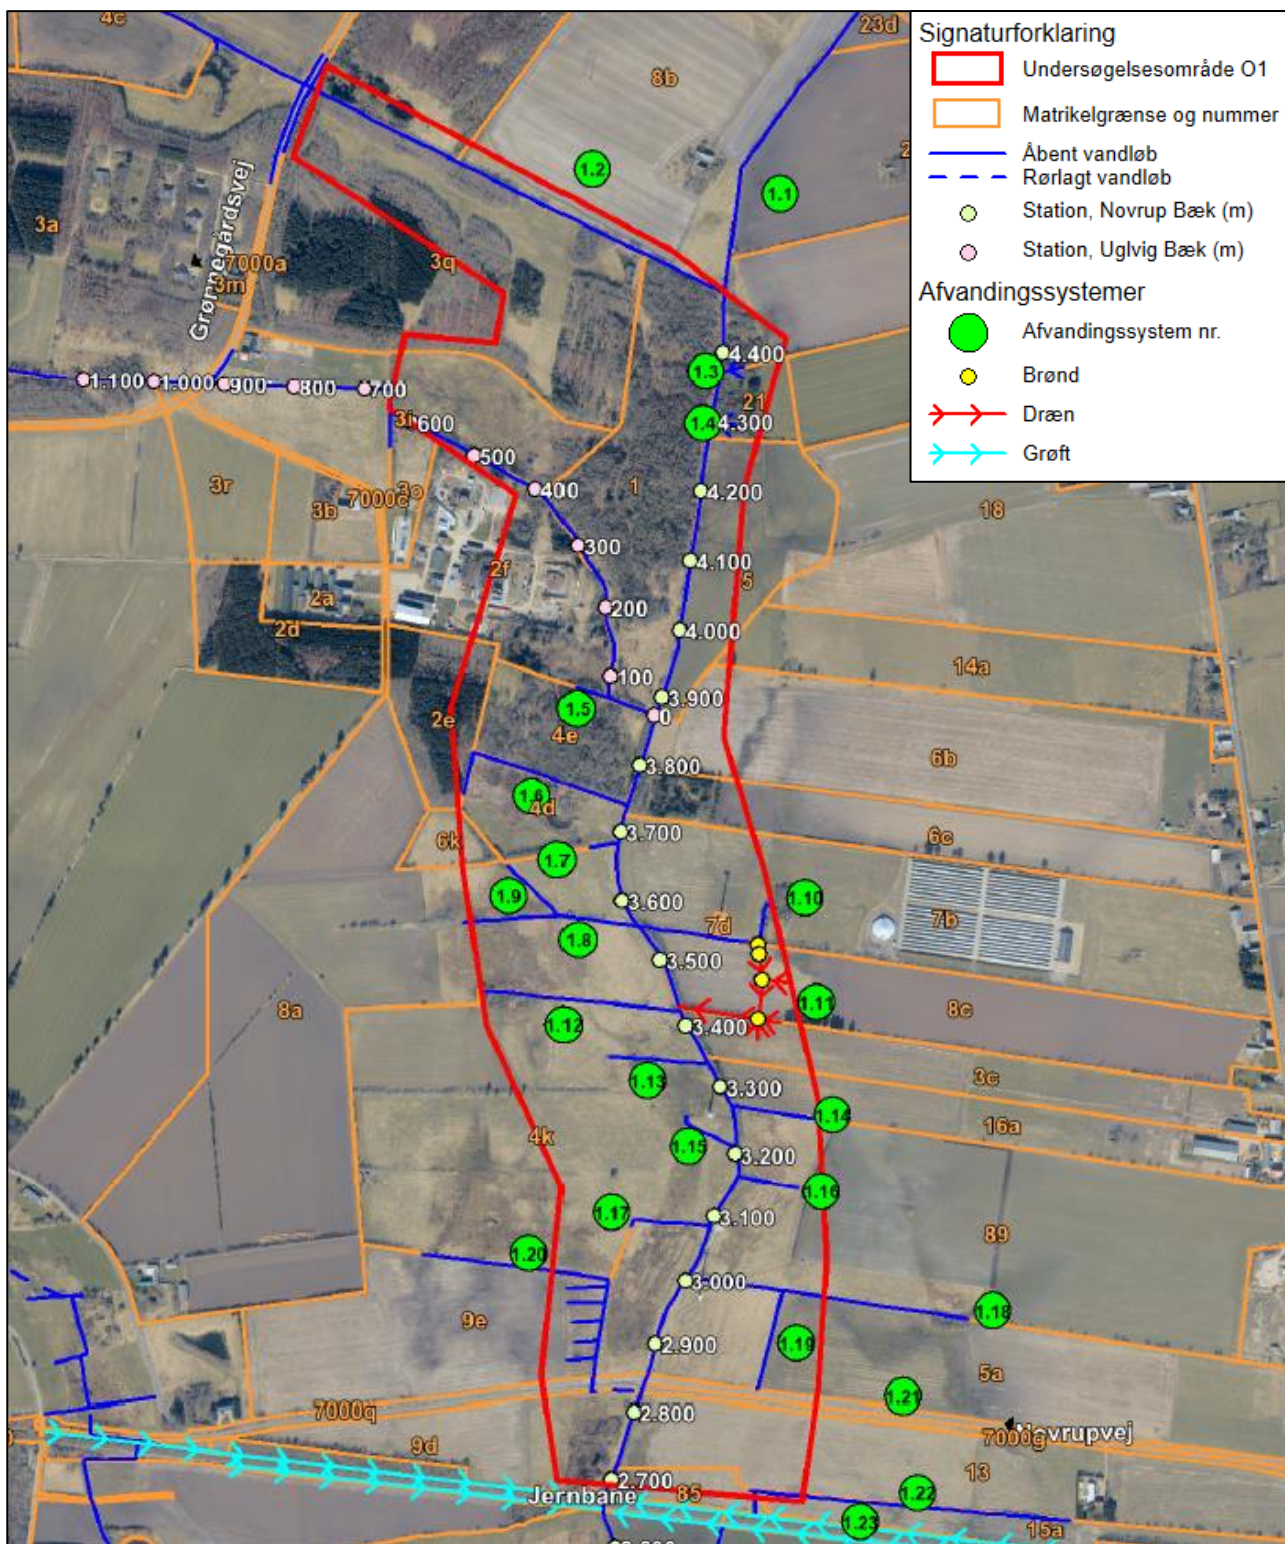 Signaturforklaring
Undersøgelsesområde O1
Matrikelgrænse og nummer
Åbent vandløb
Rørlagt vandløb
Station, Novrup Bæk (m)
Station, Uglvig Bæk (m)
Afvandingssystemer
Afvandingssystem nr.
Brønd
Dræn
Grøft
4c
23d
8b
1.2
1.1
2
3a
Grønnegårdsvej
7000a
3m
3q
4.400
1.3
21
1.100
1.000
900
800
700
3i
600
1.4
4.300
500
400
1
4.200
3r
3b
7000c
3o
18
300
4.100
2f
5
2a
200
2d
4.000
14a
100
3.900
1.5
0
2e
4e
3.800
6b
1.6
4d
3.700
6k
6c
1.7
1.9
3.600
1.10
7d
7b
1.8
3.500
1.11
8a
8c
1.12
3.400
1.13
3.300
3c
1.14
16a
4k
1.15
3.200
1.16
1.17
3.100
89
1.20
3.000
1.18
9e
2.900
1.19
5a
1.21
7000q
2.800
Novrupvej
7000g
9d
13
2.700
Jernbane
85
1.22
1.23
15a